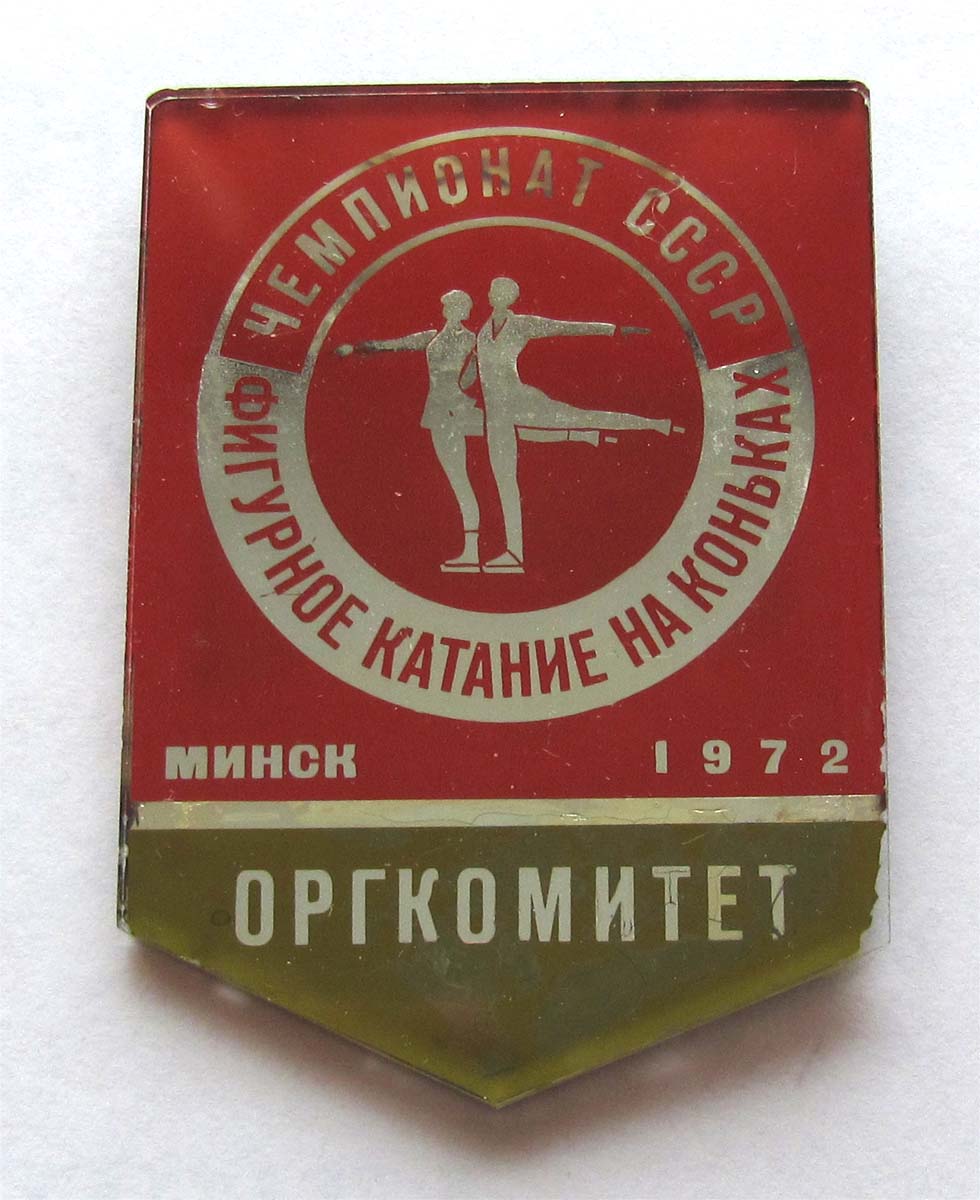 ЧЕМПИОНАТ СССР
ФИГУРНОЕ КАТАНИЕ НА КОНЬКАХ
МИНСК 1972
ОРГКОМИТЕТ